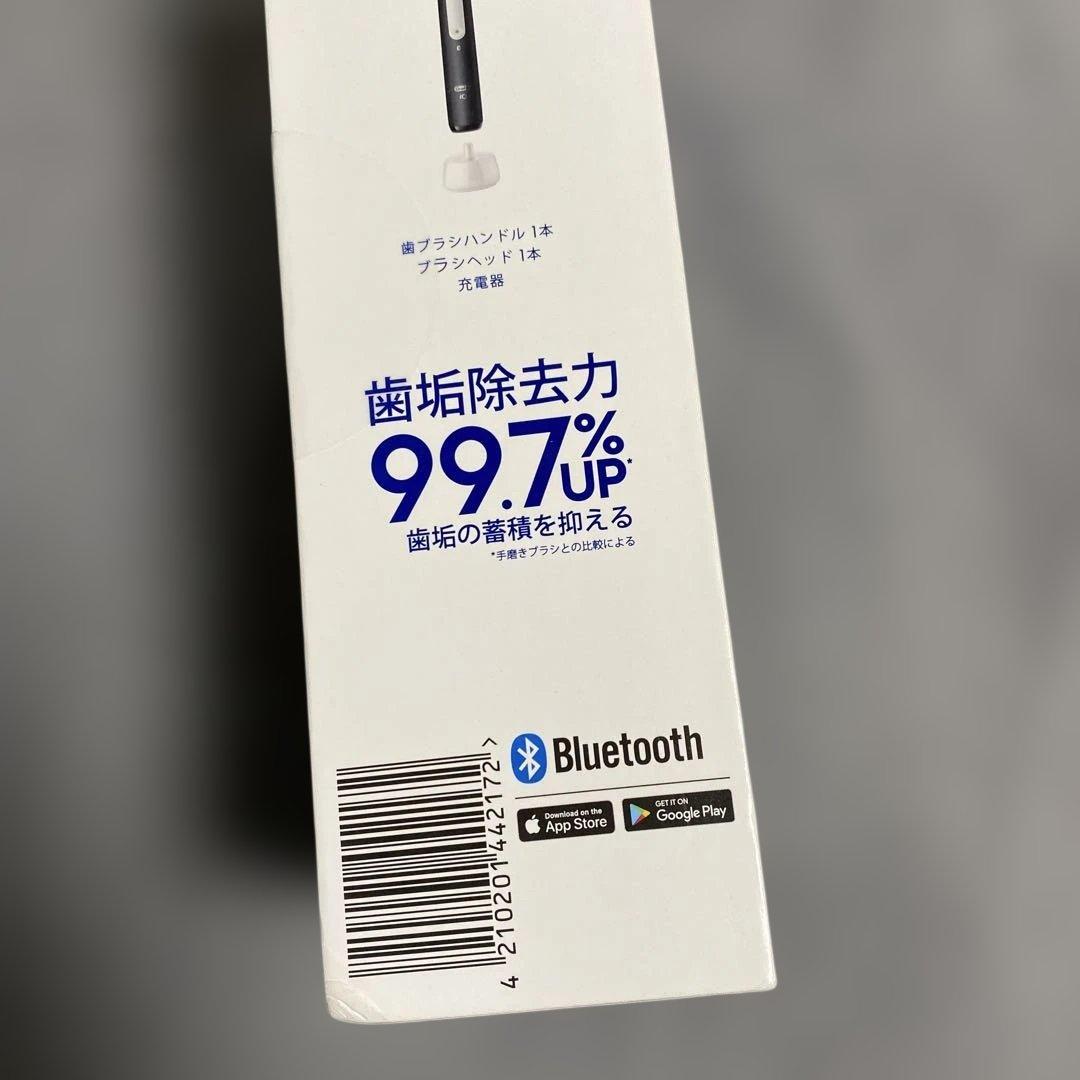 歯ブラシハンドル 1本
ブラシヘッド 1本
充電器
歯垢除去力
99.7%UP*
歯垢の蓄積を抑える
*手磨きブラシとの比較による
Bluetooth
Download on the
App Store
GET IT ON
Google Play
4 210201 442172 >